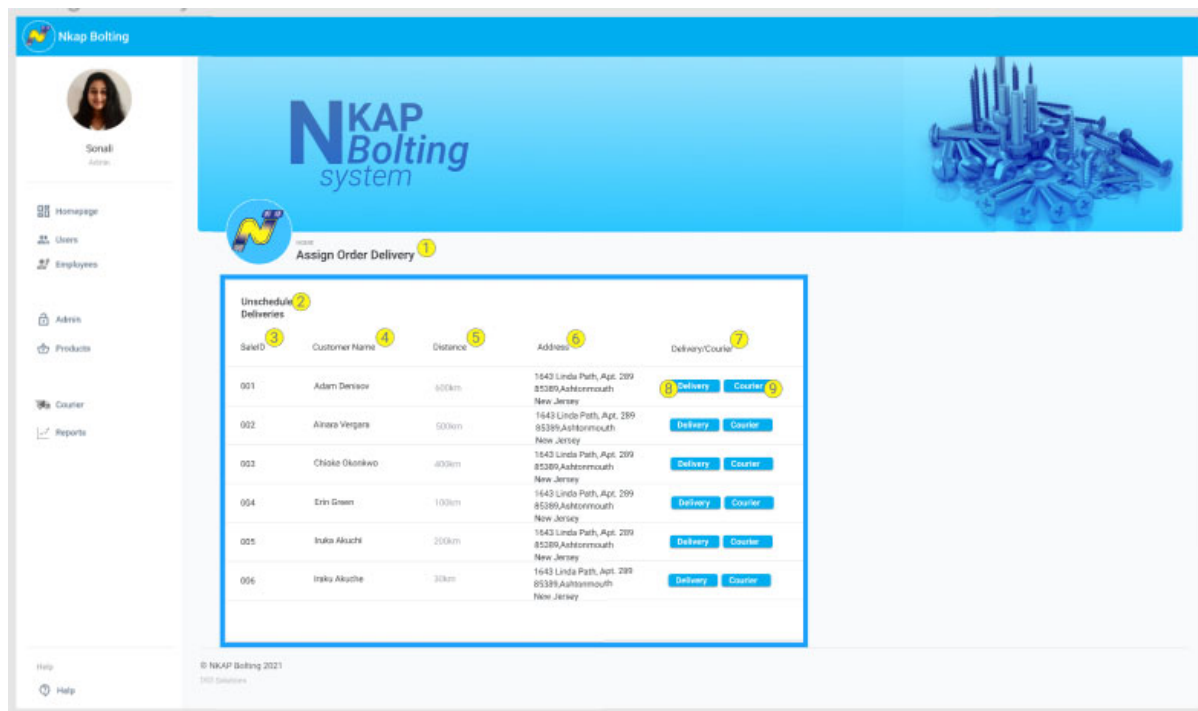 Nkap Bolting
Sonali
Admin
Homepage
Users
Employees
Admin
Products
Courier
Reports
Help
Help
NKAP
Bolting
system
HOME
Assign Order Delivery 1
Unschedule 2
Deliveries
SaleID 3 Customer Name 4 Distance 5 Address 6 Delivery/Courier 7
001 Adam Denisov 600km 1643 Linda Path, Apt. 289 8 Delivery Courier 9
85389,Ashtonmouth
New Jersey
002 Ainara Vergara 500km 1643 Linda Path, Apt. 289 Delivery Courier
85389,Ashtonmouth
New Jersey
003 Chioke Okonkwo 400km 1643 Linda Path, Apt. 289 Delivery Courier
85389,Ashtonmouth
New Jersey
004 Erin Green 100km 1643 Linda Path, Apt. 289 Delivery Courier
85389,Ashtonmouth
New Jersey
005 Iruka Akuchi 200km 1643 Linda Path, Apt. 289 Delivery Courier
85389,Ashtonmouth
New Jersey
006 Iraku Akuche 30km 1643 Linda Path, Apt. 289 Delivery Courier
85389,Ashtonmouth
New Jersey
© NKAP Bolting 2021
Solutions